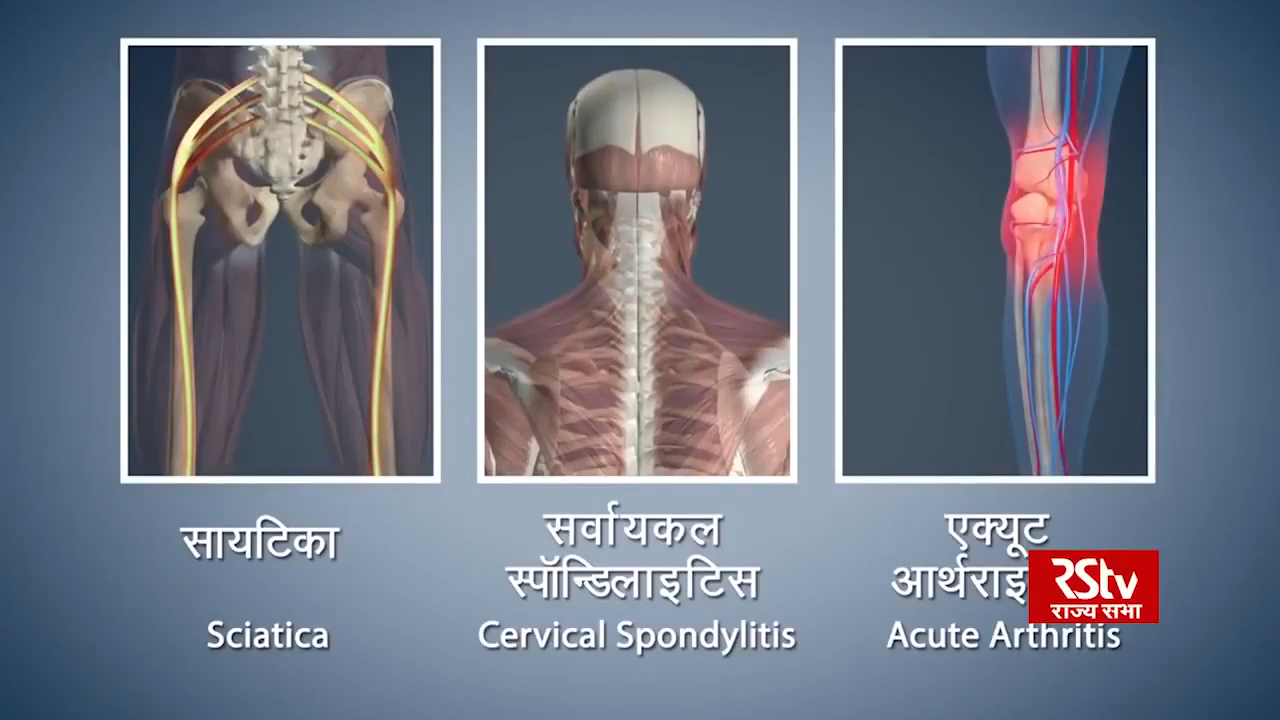 सायटिका
Sciatica
सर्वायकल
स्पॉन्डिलाइटिस
Cervical Spondylitis
एक्यूट
Acute Arthritis
RSTV
राज्य सभा